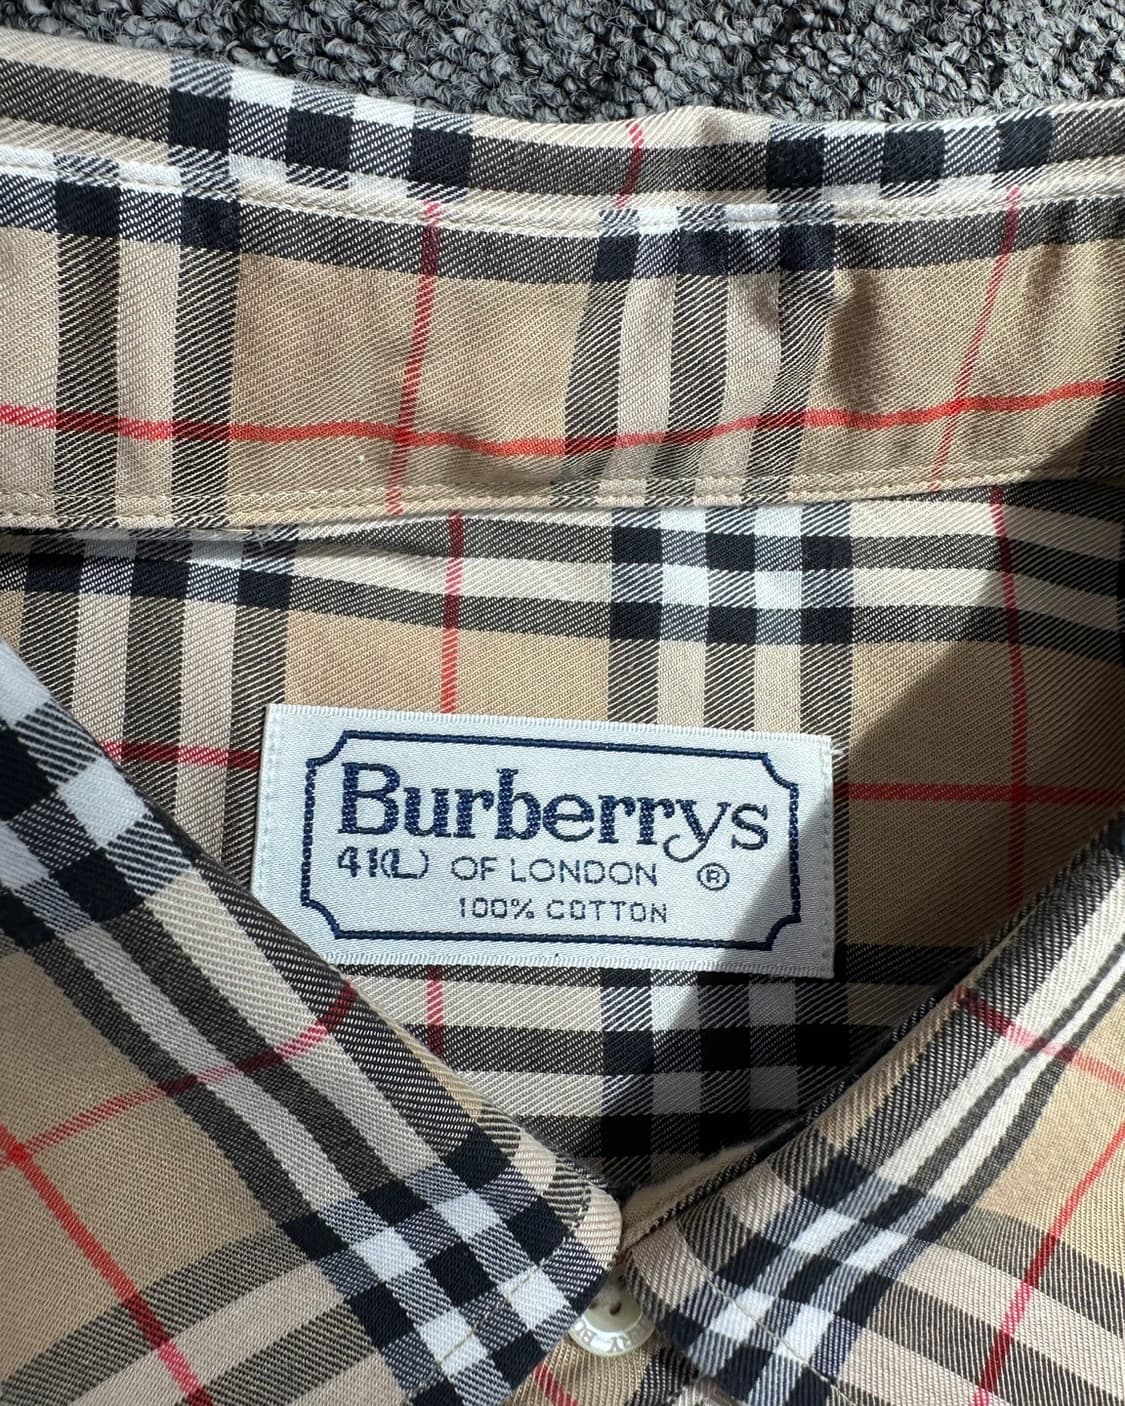 Burberrys
41(L) OF LONDON ®
100% COTTON